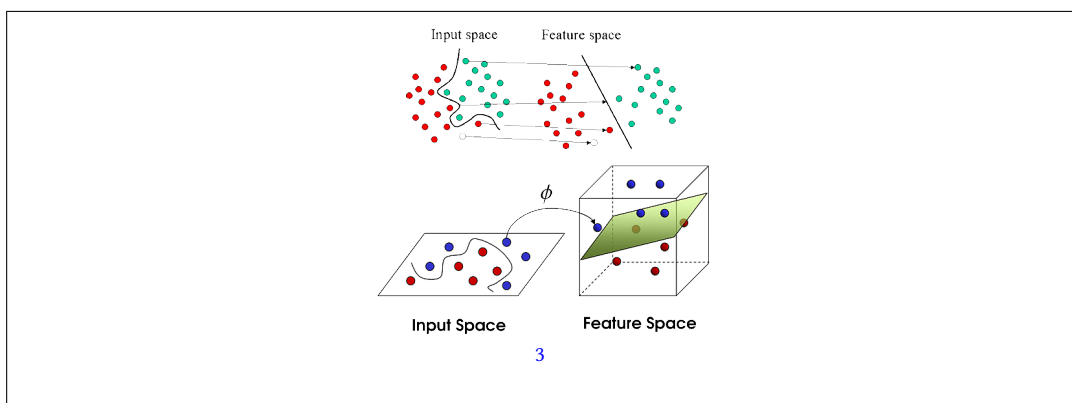 Input space Feature space
ϕ
Input Space Feature Space
3